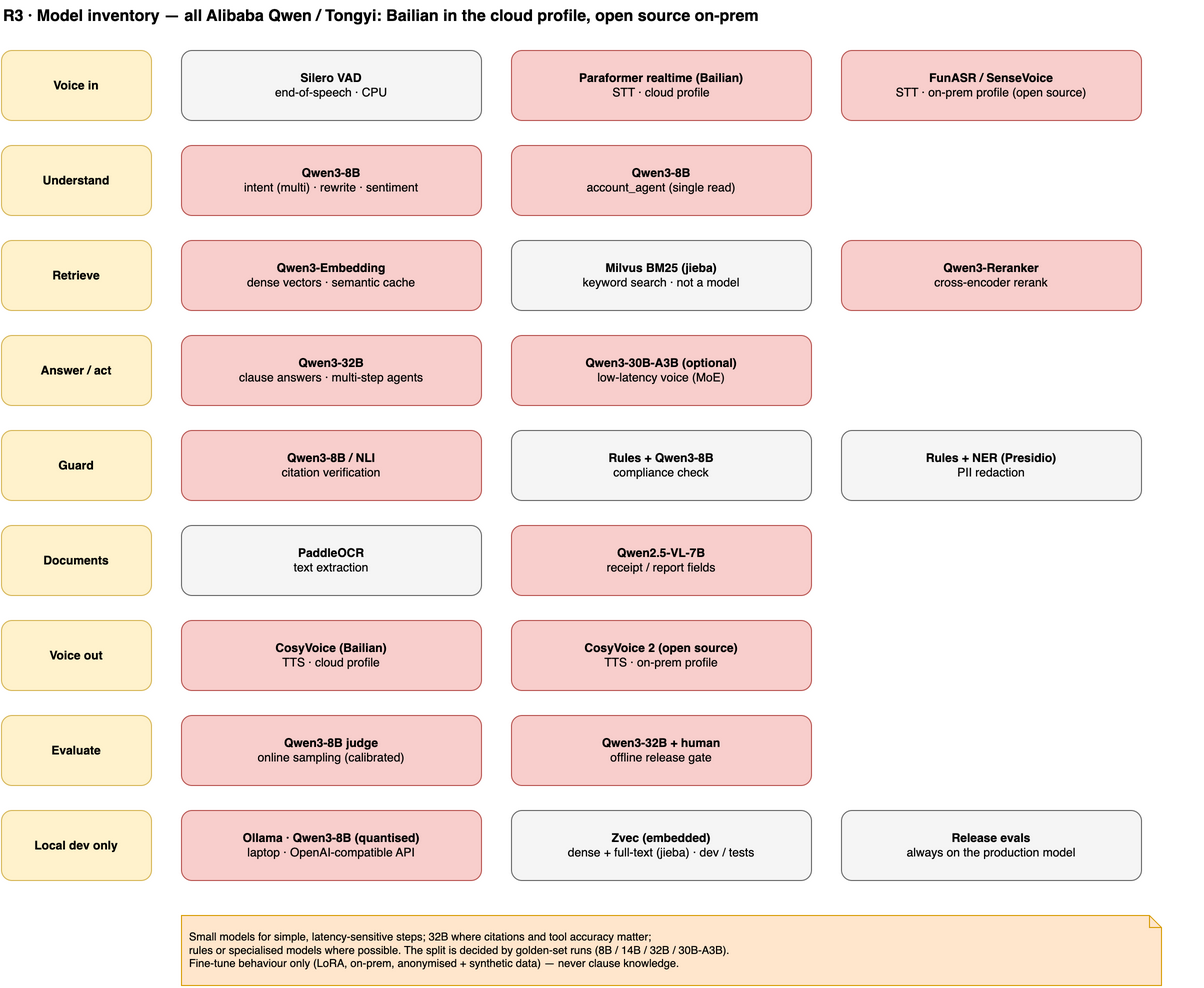 R3 · Model inventory — all Alibaba Qwen / Tongyi: Bailian in the cloud profile, open source on-prem
Voice in
Silero VAD
end-of-speech · CPU
Paraformer realtime (Bailian)
STT · cloud profile
FunASR / SenseVoice
STT · on-prem profile (open source)
Understand
Qwen3-8B
intent (multi) · rewrite · sentiment
Qwen3-8B
account_agent (single read)
Retrieve
Qwen3-Embedding
dense vectors · semantic cache
Milvus BM25 (jieba)
keyword search · not a model
Qwen3-Reranker
cross-encoder rerank
Answer / act
Qwen3-32B
clause answers · multi-step agents
Qwen3-30B-A3B (optional)
low-latency voice (MoE)
Guard
Qwen3-8B / NLI
citation verification
Rules + Qwen3-8B
compliance check
Rules + NER (Presidio)
PII redaction
Documents
PaddleOCR
text extraction
Qwen2.5-VL-7B
receipt / report fields
Voice out
CosyVoice (Bailian)
TTS · cloud profile
CosyVoice 2 (open source)
TTS · on-prem profile
Evaluate
Qwen3-8B judge
online sampling (calibrated)
Qwen3-32B + human
offline release gate
Local dev only
Ollama · Qwen3-8B (quantised)
laptop · OpenAI-compatible API
Zvec (embedded)
dense + full-text (jieba) · dev / tests
Release evals
always on the production model
Small models for simple, latency-sensitive steps; 32B where citations and tool accuracy matter;
rules or specialised models where possible. The split is decided by golden-set runs (8B / 14B / 32B / 30B-A3B).
Fine-tune behaviour only (LoRA, on-prem, anonymised + synthetic data) — never clause knowledge.